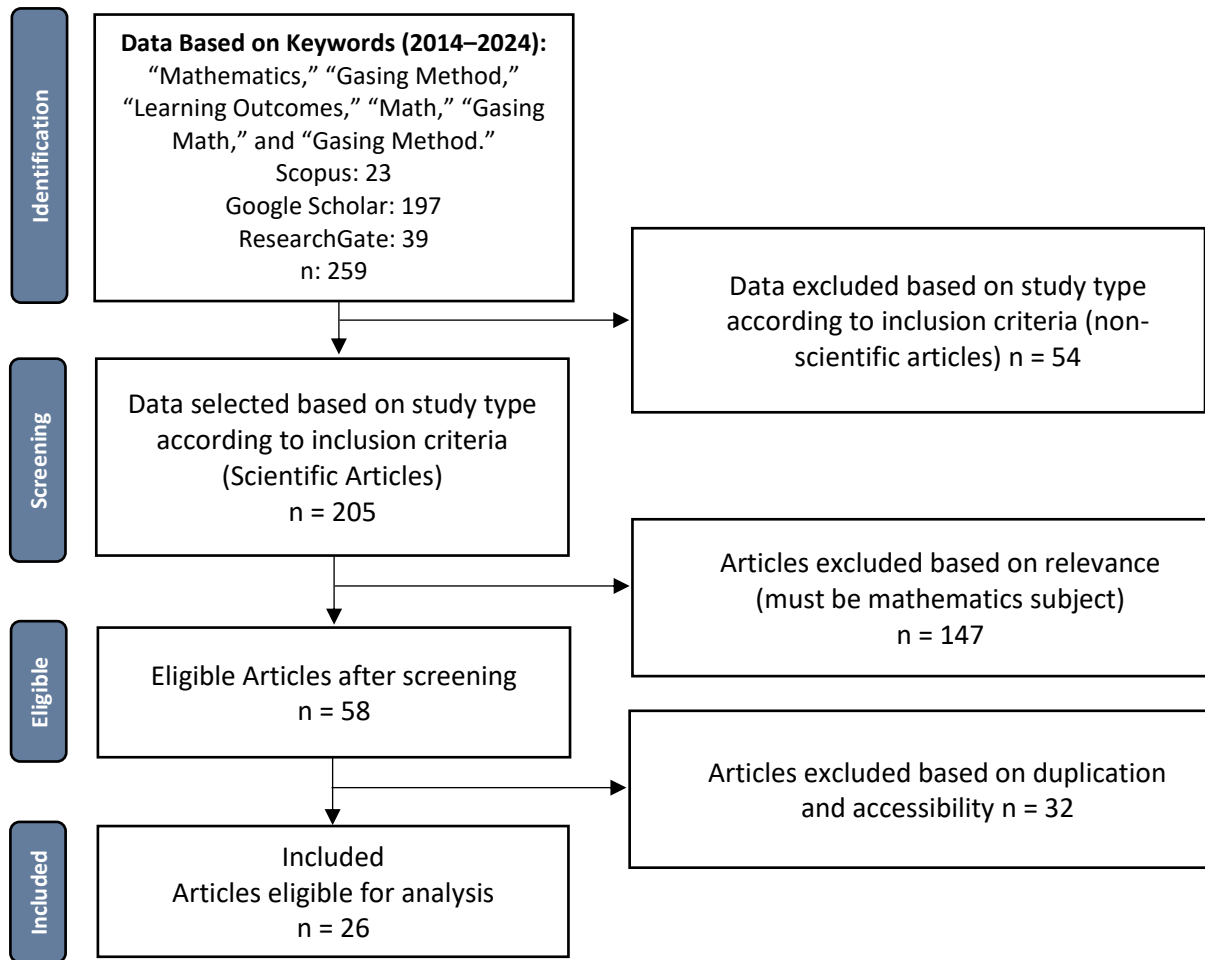 Identification
Data Based on Keywords (2014–2024):
“Mathematics,” “Gasing Method,”
“Learning Outcomes,” “Math,” “Gasing
Math,” and “Gasing Method.”
Scopus: 23
Google Scholar: 197
ResearchGate: 39
n: 259
Data excluded based on study type
according to inclusion criteria (non-
scientific articles) n = 54
Screening
Data selected based on study type
according to inclusion criteria
(Scientific Articles)
n = 205
Articles excluded based on relevance
(must be mathematics subject)
n = 147
Eligible
Eligible Articles after screening
n = 58
Articles excluded based on duplication
and accessibility n = 32
Included
Included
Articles eligible for analysis
n = 26